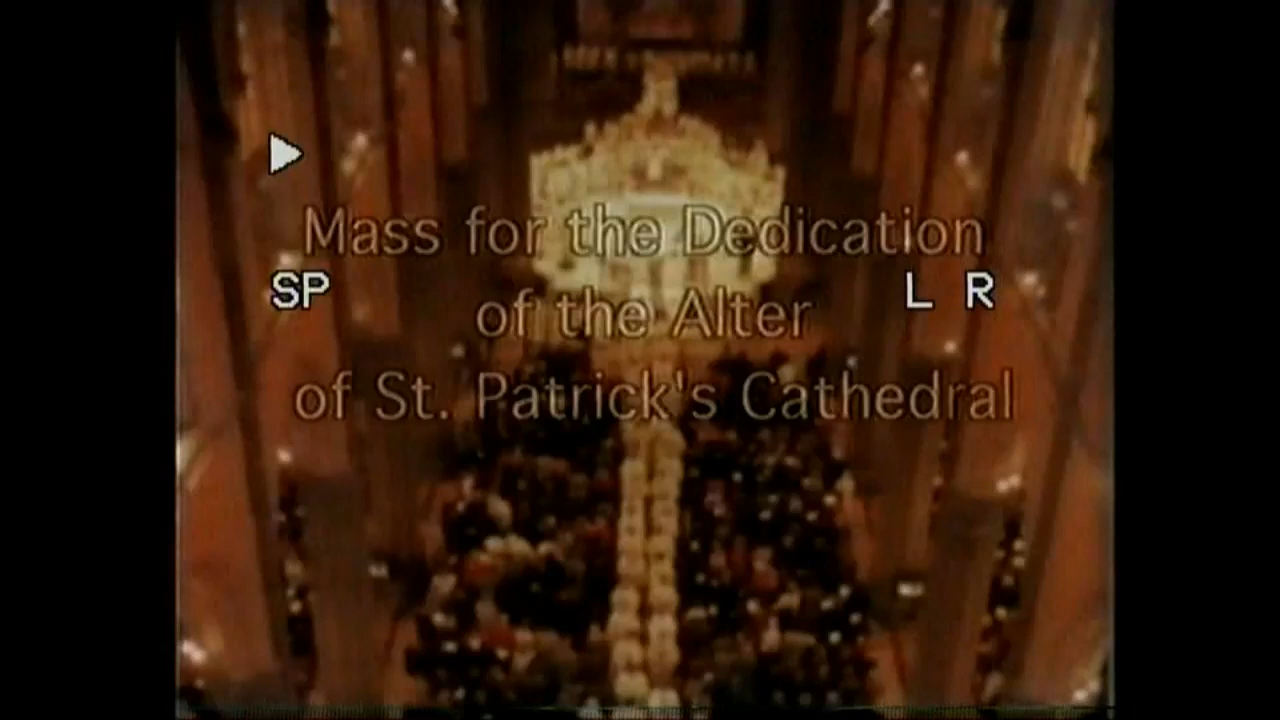 Mass for the Dedication
SP L R
of the Alter
of St. Patrick's Cathedral